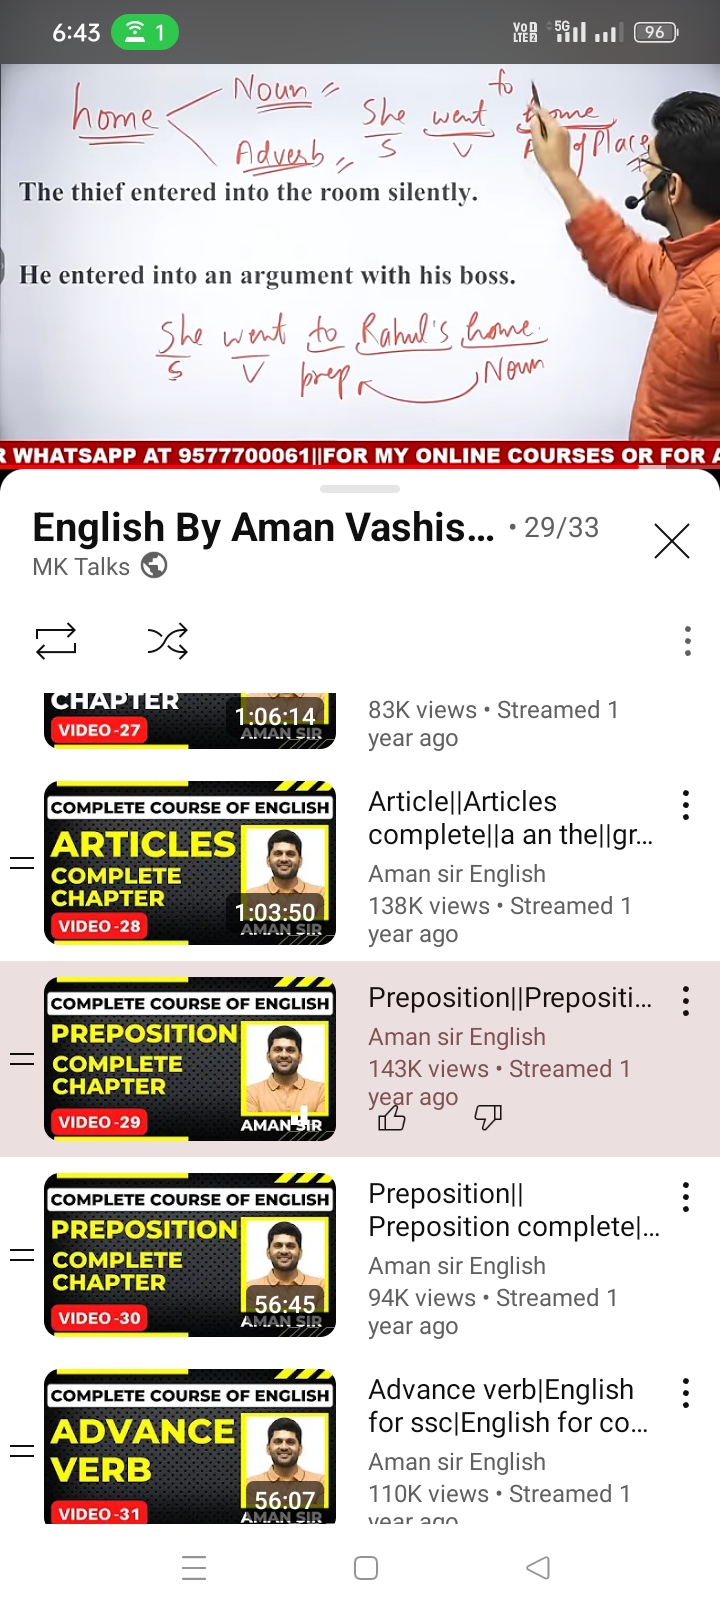 6:43
1
VoD
LTE2
5G
96
home
Noun =
Adverb =
to
She went home
S V of Place
The thief entered into the room silently.
He entered into an argument with his boss.
She went to Rahul's home.
S V prep Noun
R WHATSAPP AT 9577700061||FOR MY ONLINE COURSES OR FOR A
English By Aman Vashis... • 29/33
MK Talks
CHAPTER
VIDEO -27
1:06:14
AMAN SIR
83K views • Streamed 1
year ago
COMPLETE COURSE OF ENGLISH
ARTICLES
COMPLETE
CHAPTER
VIDEO -28
1:03:50
AMAN SIR
Article||Articles
complete||a an the||gr...
Aman sir English
138K views • Streamed 1
year ago
COMPLETE COURSE OF ENGLISH
PREPOSITION
COMPLETE
CHAPTER
VIDEO -29
AMAN SIR
Preposition||Prepositi...
Aman sir English
143K views • Streamed 1
year ago
COMPLETE COURSE OF ENGLISH
PREPOSITION
COMPLETE
CHAPTER
VIDEO -30
56:45
AMAN SIR
Preposition||
Preposition complete|...
Aman sir English
94K views • Streamed 1
year ago
COMPLETE COURSE OF ENGLISH
ADVANCE
VERB
VIDEO -31
56:07
AMAN SIR
Advance verb|English
for ssc|English for co...
Aman sir English
110K views • Streamed 1
year ago